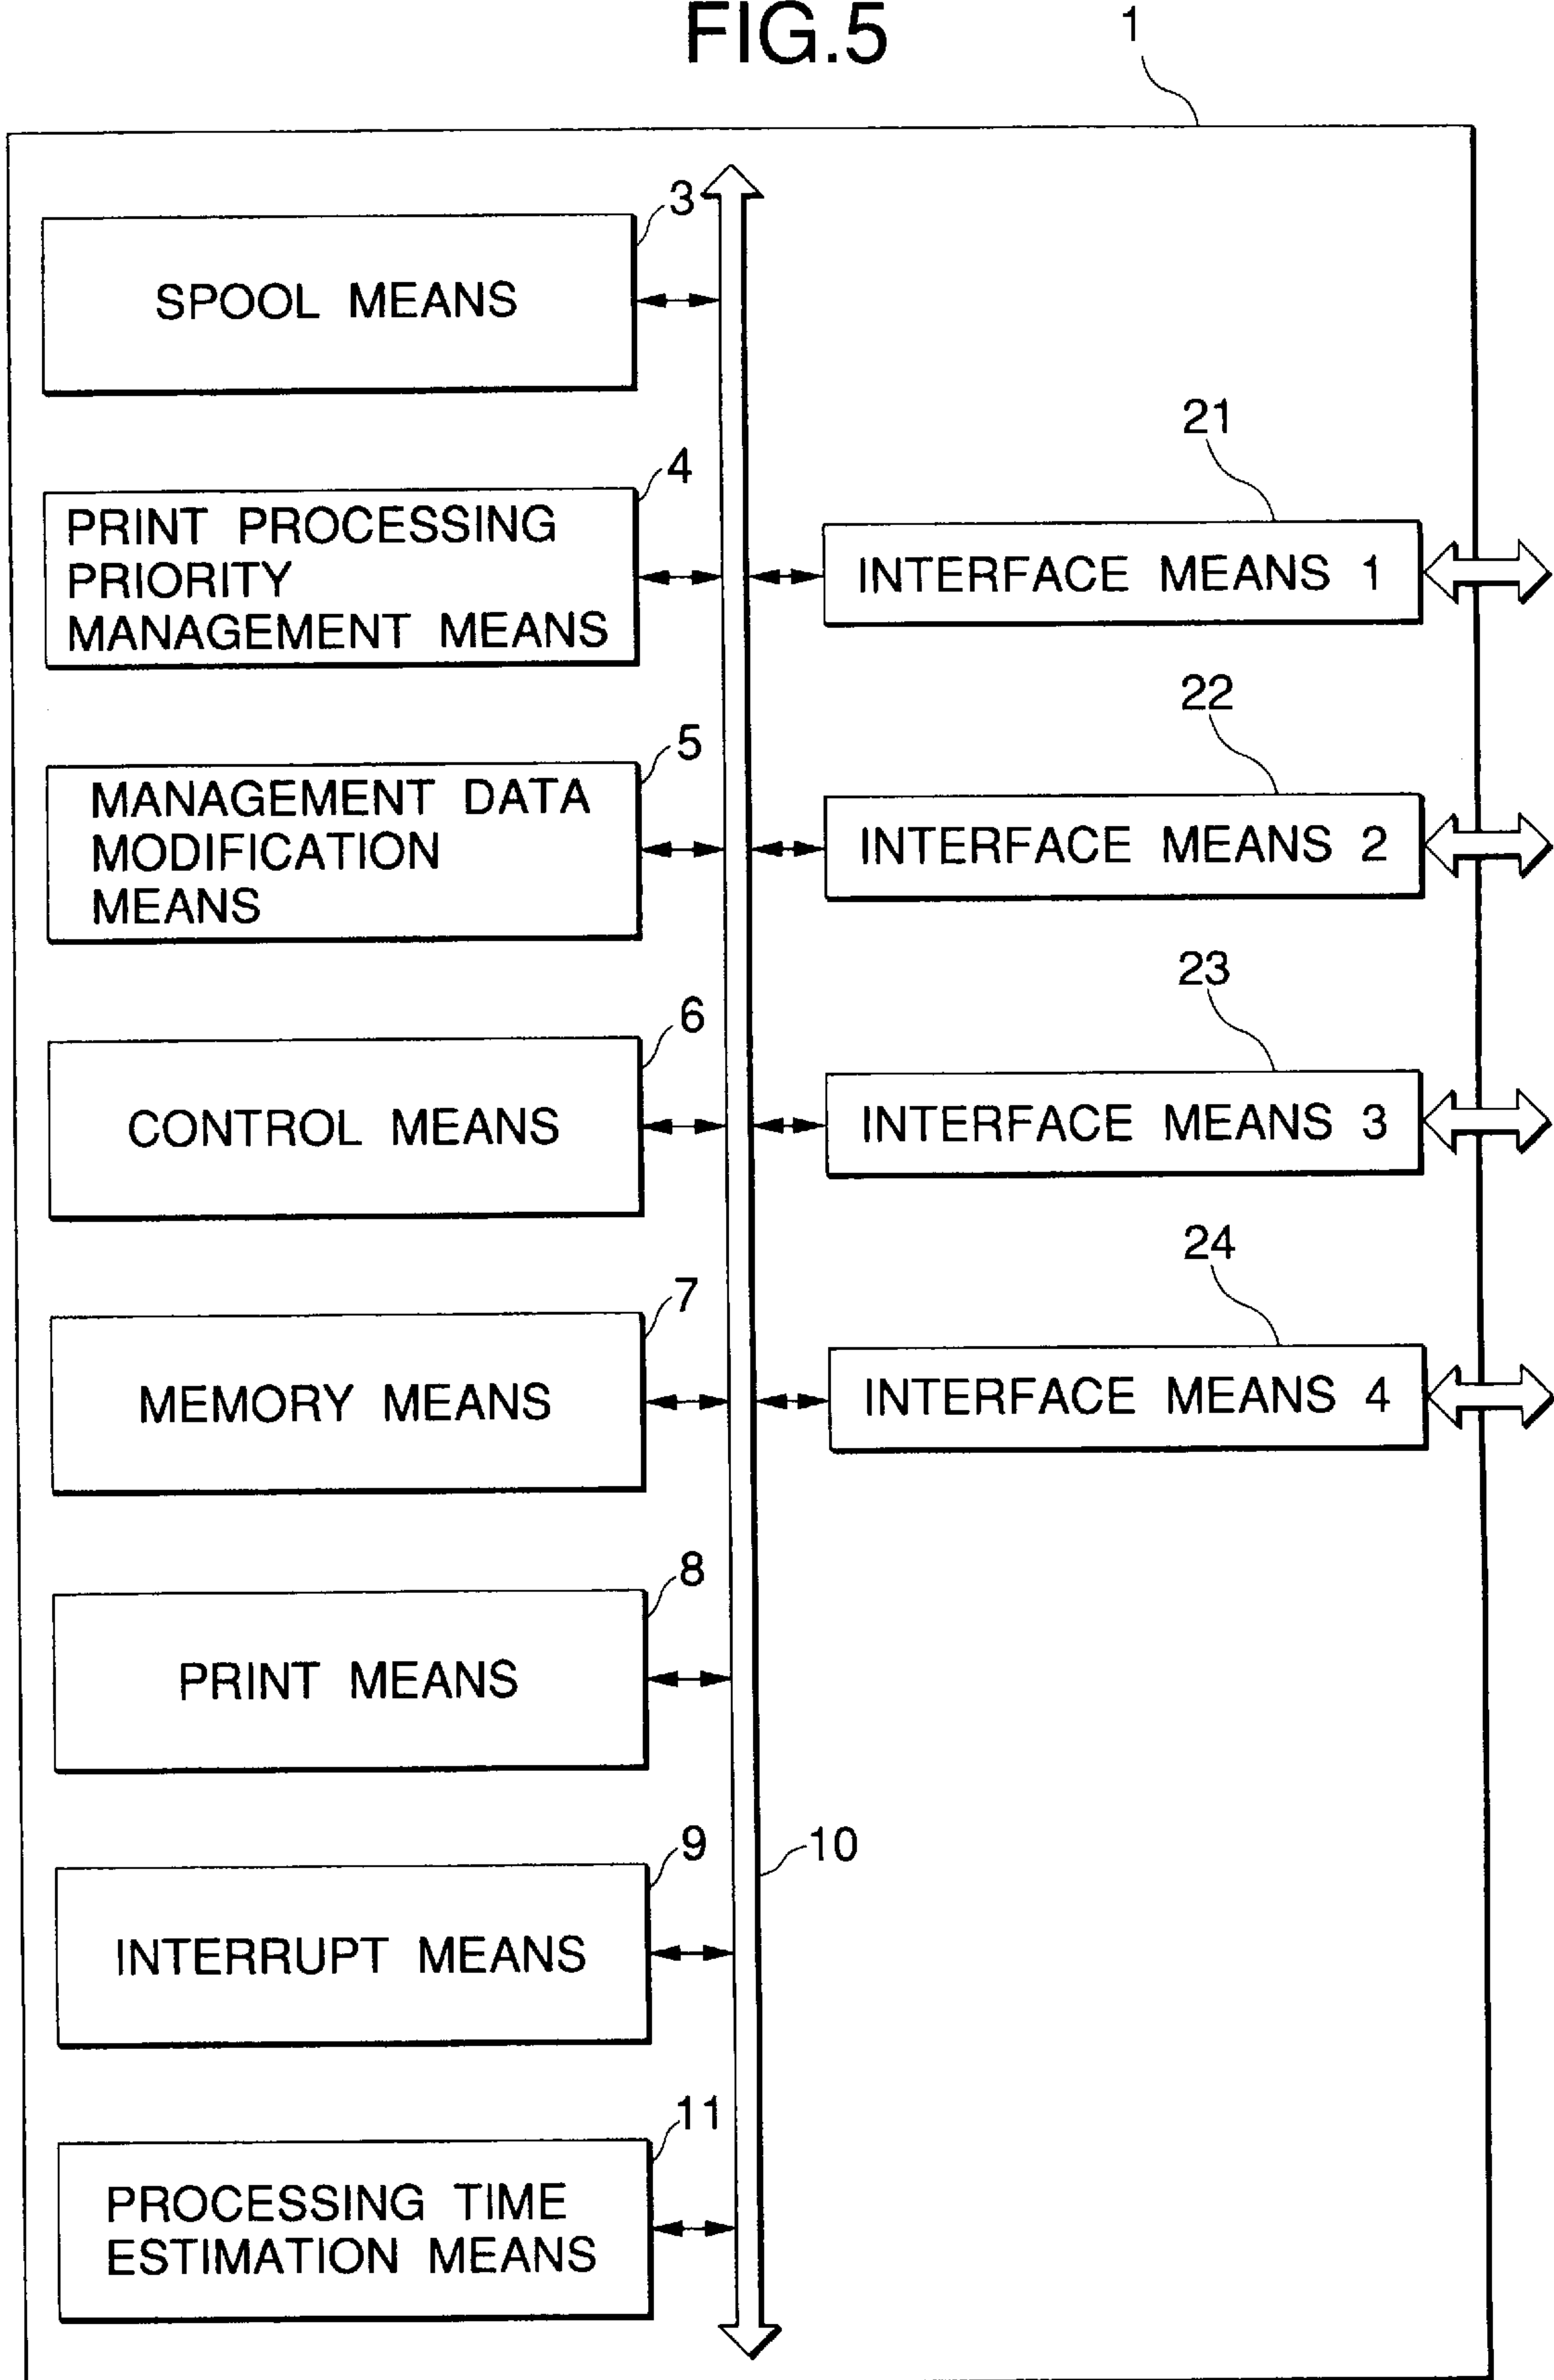 FIG.5
1
3
SPOOL MEANS
4
PRINT PROCESSING
PRIORITY
MANAGEMENT MEANS
21
INTERFACE MEANS 1
5
MANAGEMENT DATA
MODIFICATION
MEANS
22
INTERFACE MEANS 2
6
CONTROL MEANS
23
INTERFACE MEANS 3
7
MEMORY MEANS
24
INTERFACE MEANS 4
8
PRINT MEANS
9
INTERRUPT MEANS
10
11
PROCESSING TIME
ESTIMATION MEANS